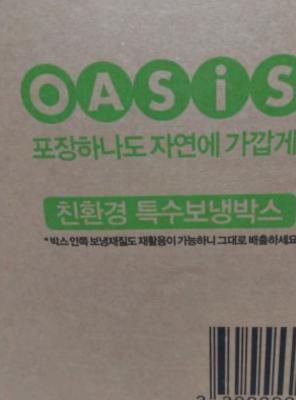 OASiS
포장하나도 자연에 가깝게
친환경 특수보냉박스
*박스 안쪽 보냉재질도 재활용이 가능하니 그대로 배출하세요